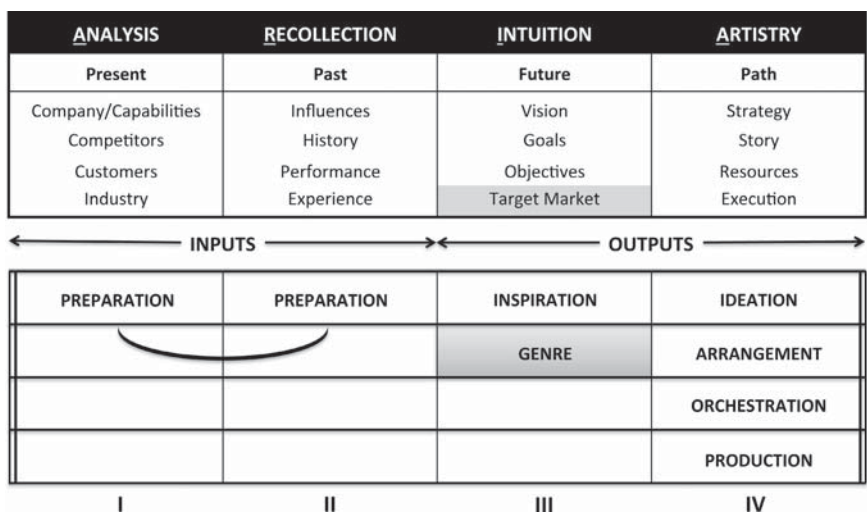 ANALYSIS RECOLLECTION INTUITION ARTISTRY
Present Past Future Path
Company/Capabilities Influences Vision Strategy
Competitors History Goals Story
Customers Performance Objectives Resources
Industry Experience Target Market Execution
INPUTS OUTPUTS
PREPARATION PREPARATION INSPIRATION IDEATION
GENRE ARRANGEMENT
ORCHESTRATION
PRODUCTION
I II III IV